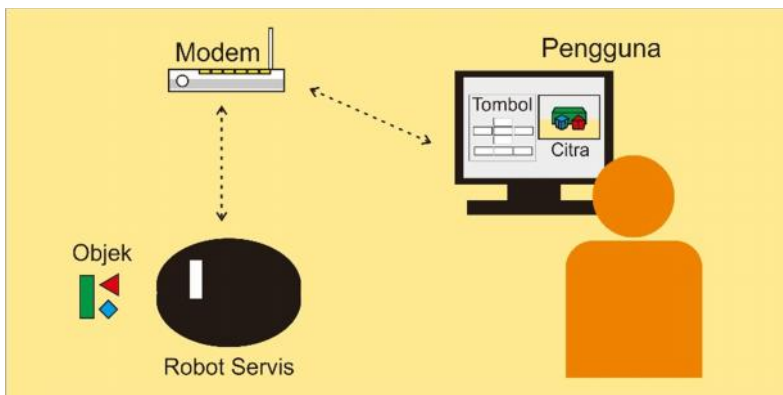 Modem
Pengguna
Tombol
Citra
Objek
Robot Servis